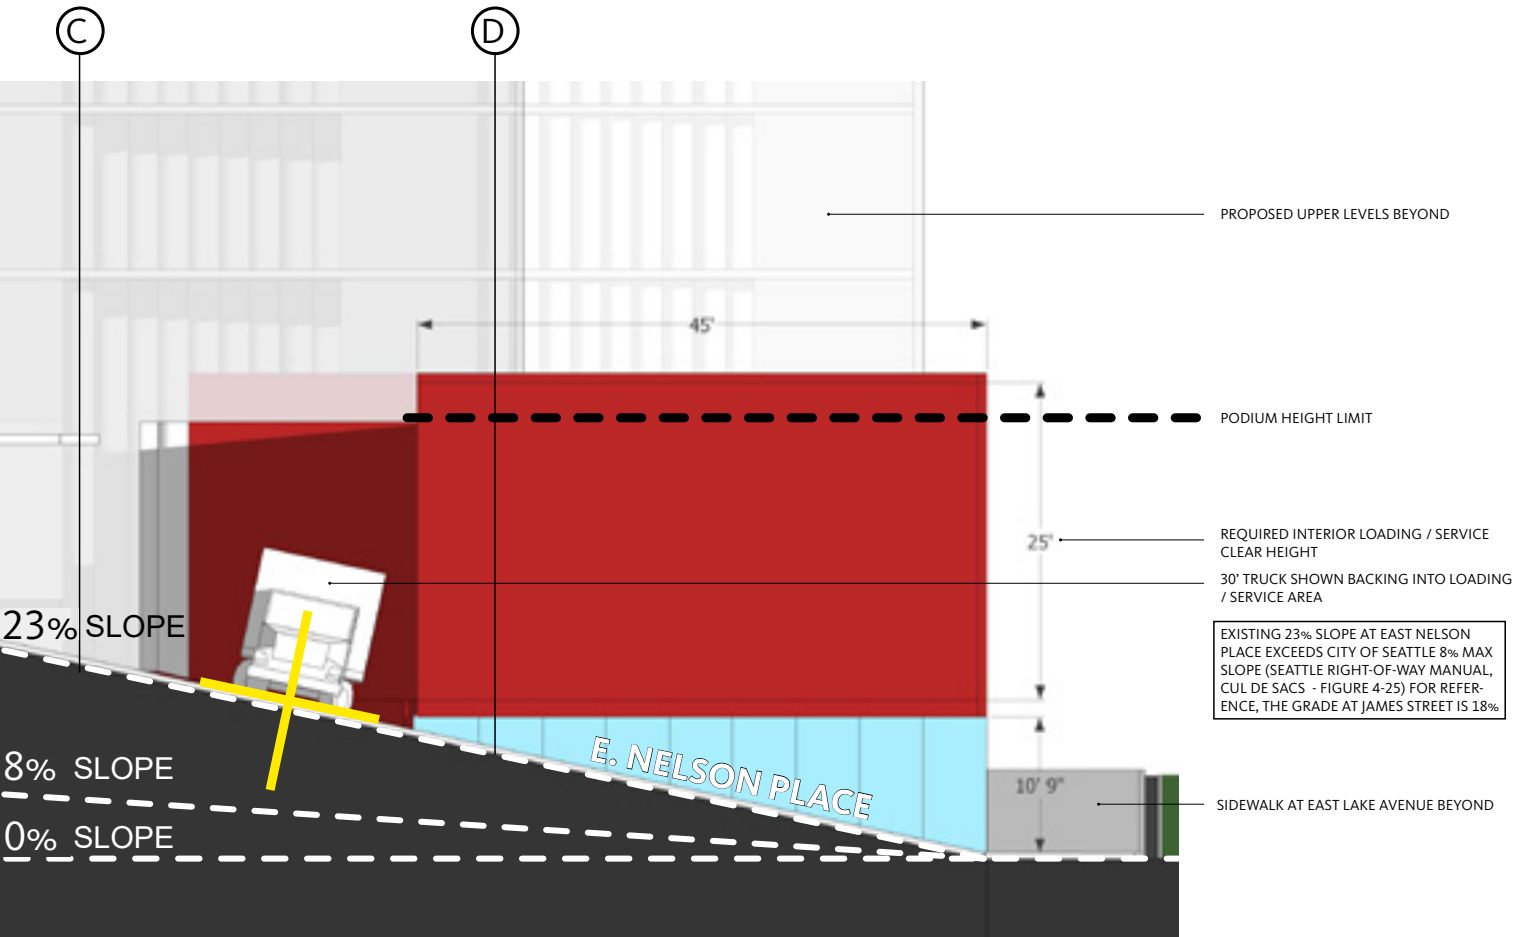 C
D
PROPOSED UPPER LEVELS BEYOND
45'
PODIUM HEIGHT LIMIT
25'
REQUIRED INTERIOR LOADING / SERVICE
CLEAR HEIGHT
30' TRUCK SHOWN BACKING INTO LOADING
/ SERVICE AREA
23% SLOPE
EXISTING 23% SLOPE AT EAST NELSON
PLACE EXCEEDS CITY OF SEATTLE 8% MAX
SLOPE (SEATTLE RIGHT-OF-WAY MANUAL,
CUL DE SACS - FIGURE 4-25) FOR REFER-
ENCE, THE GRADE AT JAMES STREET IS 18%
E. NELSON PLACE
8% SLOPE
10' 9"
SIDEWALK AT EAST LAKE AVENUE BEYOND
0% SLOPE